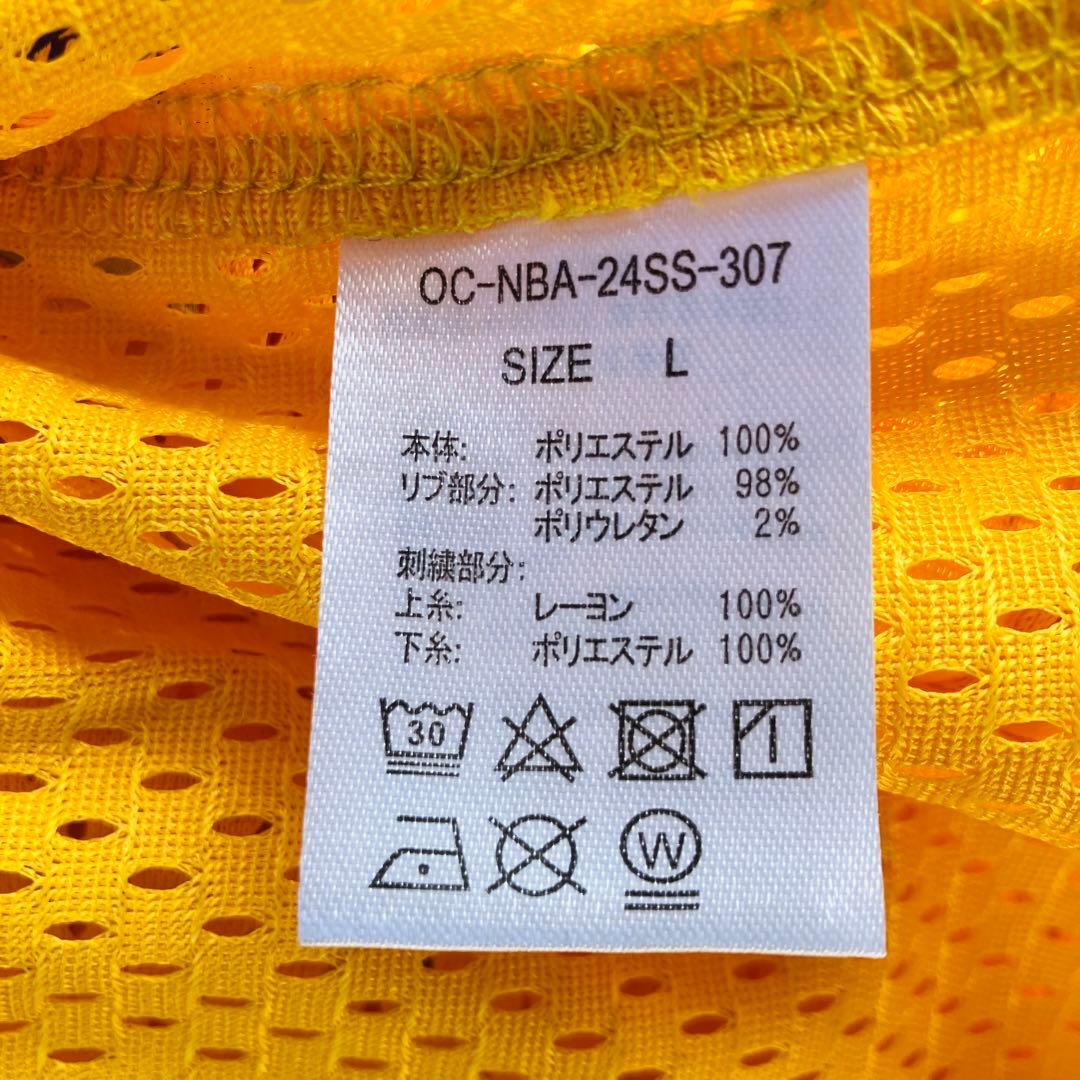 OC-NBA-24SS-307
SIZE L
本体: ポリエステル 100%
リブ部分: ポリエステル 98%
ポリウレタン 2%
刺繍部分:
上糸: レーヨン 100%
下糸: ポリエステル 100%
30
W